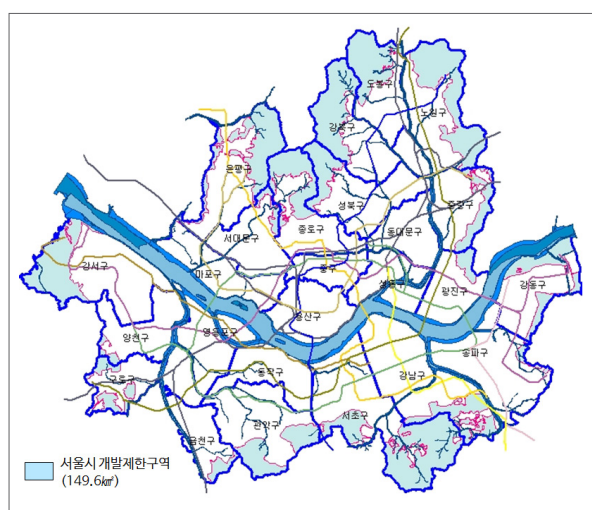 도봉구
노원구
강북구
은평구
성북구
중랑구
종로구
서대문구
동대문구
중구
마포구
강서구
성동구
광진구
강동구
용산구
영등포구
양천구
송파구
동작구
강남구
구로구
서초구
관악구
금천구
서울시 개발제한구역
(149.6㎢)